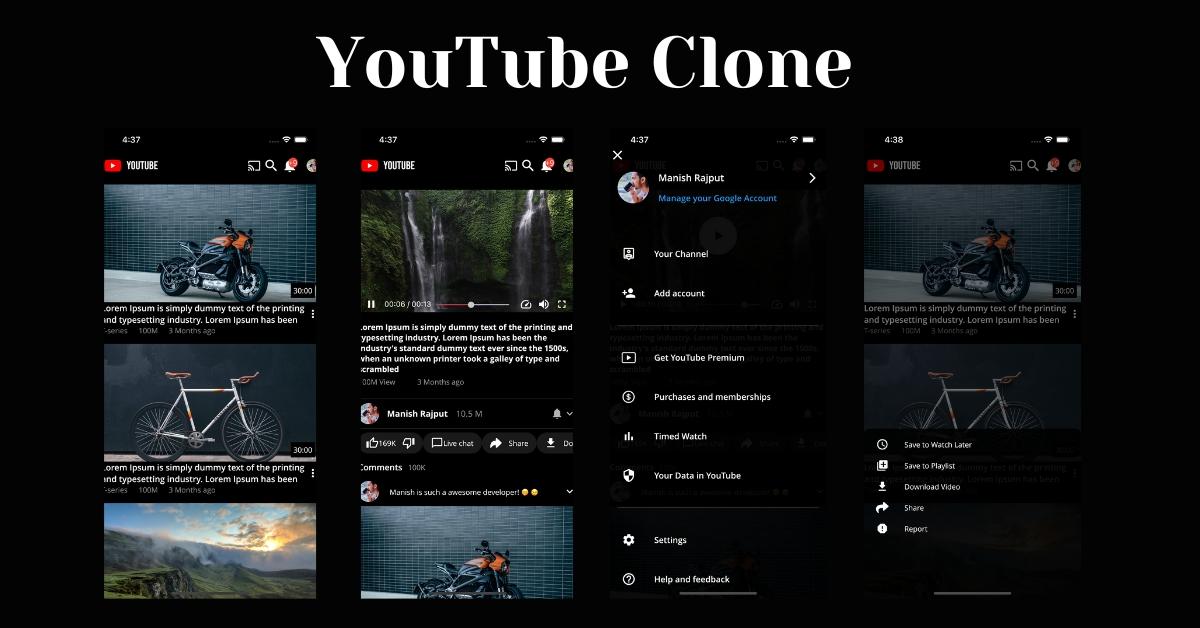 YouTube Clone
4:37
YOUTUBE
30:00
Lorem Ipsum is simply dummy text of the printing
and typesetting industry. Lorem Ipsum has been
T-series 100M 3 Months ago
30:00
Lorem Ipsum is simply dummy text of the printing
and typesetting industry. Lorem Ipsum has been
T-series 100M 3 Months ago
4:37
YOUTUBE
00:06 / 00:13
Lorem Ipsum is simply dummy text of the printing and
typesetting industry. Lorem Ipsum has been the
industry's standard dummy text ever since the 1500s,
when an unknown printer took a galley of type and
scrambled
00M View 3 Months ago
Manish Rajput 10.5 M
169K Live chat Share Do
Comments 100K
Manish is such a awesome developer! 😊 😊
4:37
Manish Rajput
Manage your Google Account
Your Channel
Add account
Get YouTube Premium
Purchases and memberships
Timed Watch
Your Data in YouTube
Settings
Help and feedback
4:38
YOUTUBE
30:00
Lorem Ipsum is simply dummy text of the printing
and typesetting industry. Lorem Ipsum has been
T-series 100M 3 Months ago
Save to Watch Later
Save to Playlist
Download Video
Share
Report